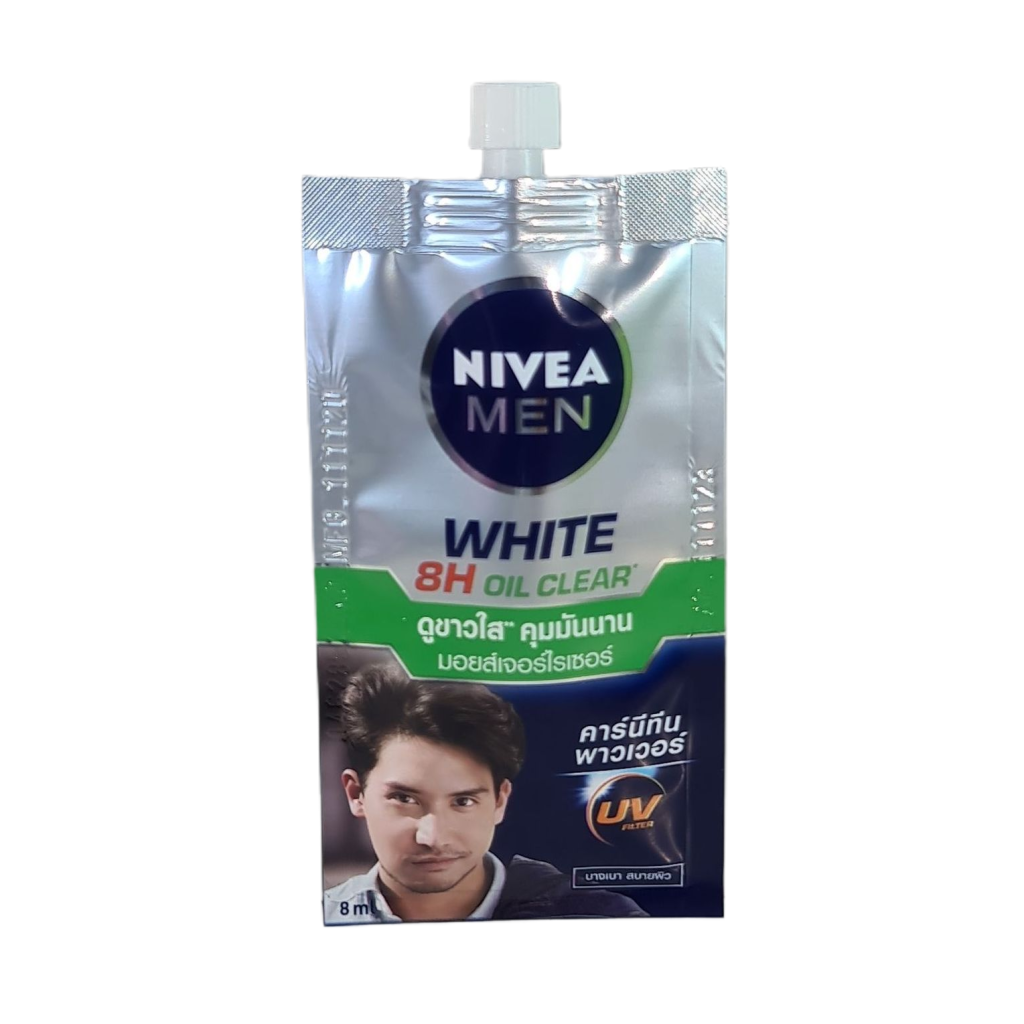 NIVEA
MEN
WHITE
8H OIL CLEAR*
ดูขาวใส** คุมมันนาน
มอยส์เจอร์ไรเซอร์
คาร์นีทีน
พาวเวอร์
UV
FILTER
บางเบา สบายผิว
8 ml
MFG 111120
111123